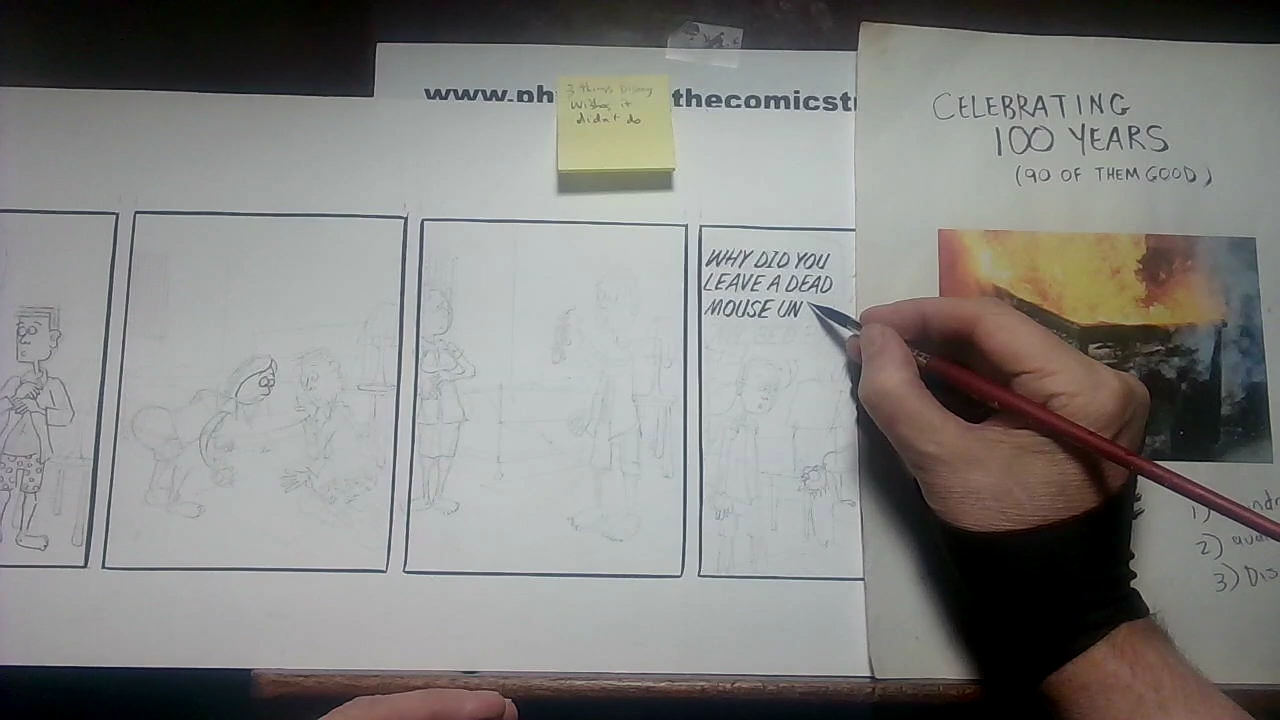 www.ph
thecomicst
3 things Disney
Wishes it
didn't do
CELEBRATING
100 YEARS
(90 OF THEM GOOD)
WHY DID YOU
LEAVE A DEAD
MOUSE UN
1)
2)
3) Dis